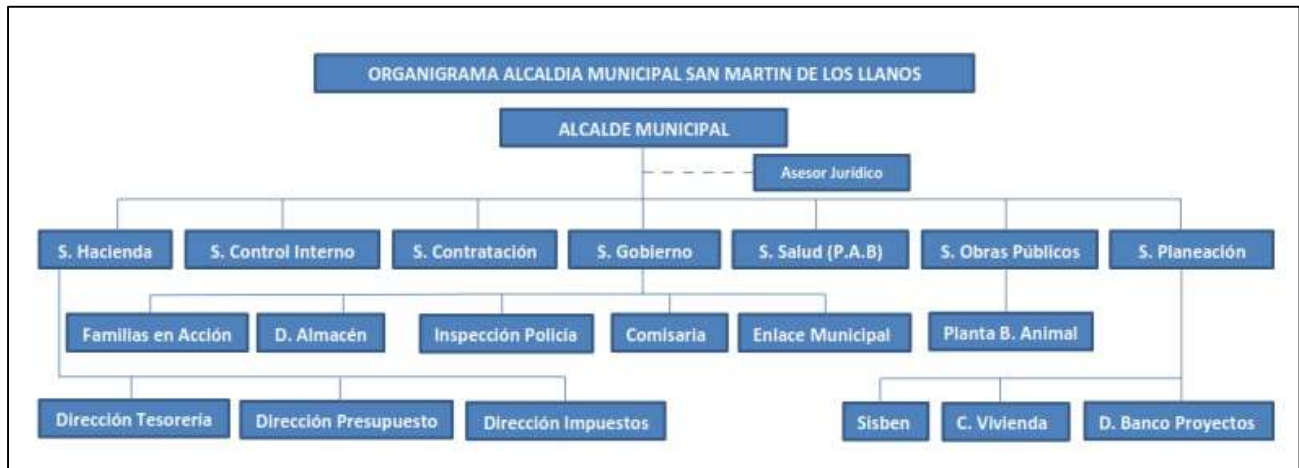 ORGANIGRAMA ALCALDIA MUNICIPAL SAN MARTIN DE LOS LLANOS
ALCALDE MUNICIPAL
Asesor Jurídico
S. Hacienda
S. Control Interno
S. Contratación
S. Gobierno
S. Salud (P.A.B)
S. Obras Públicos
S. Planeación
Familias en Acción
D. Almacén
Inspección Policía
Comisaria
Enlace Municipal
Planta B. Animal
Dirección Tesorería
Dirección Presupuesto
Dirección Impuestos
Sisben
C. Vivienda
D. Banco Proyectos